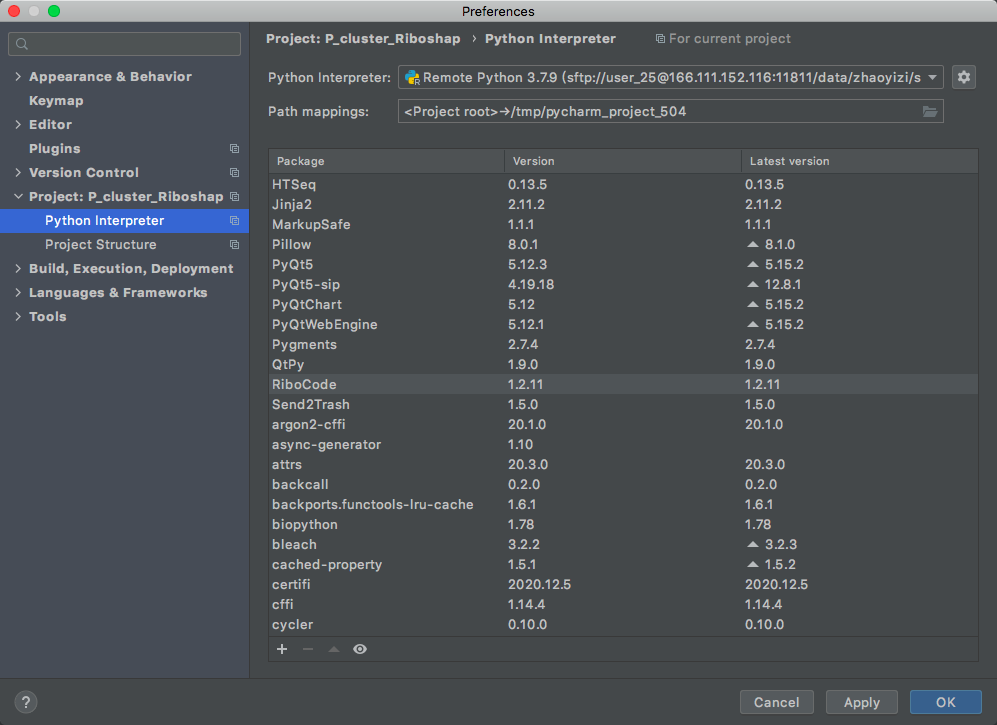 Preferences
Project: P_cluster_Riboshap › Python Interpreter For current project
Appearance & Behavior
Keymap
Editor
Plugins
Version Control
Project: P_cluster_Riboshap
Python Interpreter
Project Structure
Build, Execution, Deployment
Languages & Frameworks
Tools
Python Interpreter: Remote Python 3.7.9 (sftp://user_25@166.111.152.116:11811/data/zhaoyizi/s
Path mappings: <Project root>→/tmp/pycharm_project_504
Package Version Latest version
HTSeq 0.13.5 0.13.5
Jinja2 2.11.2 2.11.2
MarkupSafe 1.1.1 1.1.1
Pillow 8.0.1 8.1.0
PyQt5 5.12.3 5.15.2
PyQt5-sip 4.19.18 12.8.1
PyQtChart 5.12 5.15.2
PyQtWebEngine 5.12.1 5.15.2
Pygments 2.7.4 2.7.4
QtPy 1.9.0 1.9.0
RiboCode 1.2.11 1.2.11
Send2Trash 1.5.0 1.5.0
argon2-cffi 20.1.0 20.1.0
async-generator 1.10
attrs 20.3.0 20.3.0
backcall 0.2.0 0.2.0
backports.functools-lru-cache 1.6.1 1.6.1
biopython 1.78 1.78
bleach 3.2.2 3.2.3
cached-property 1.5.1 1.5.2
certifi 2020.12.5 2020.12.5
cffi 1.14.4 1.14.4
cycler 0.10.0 0.10.0
? Cancel Apply OK